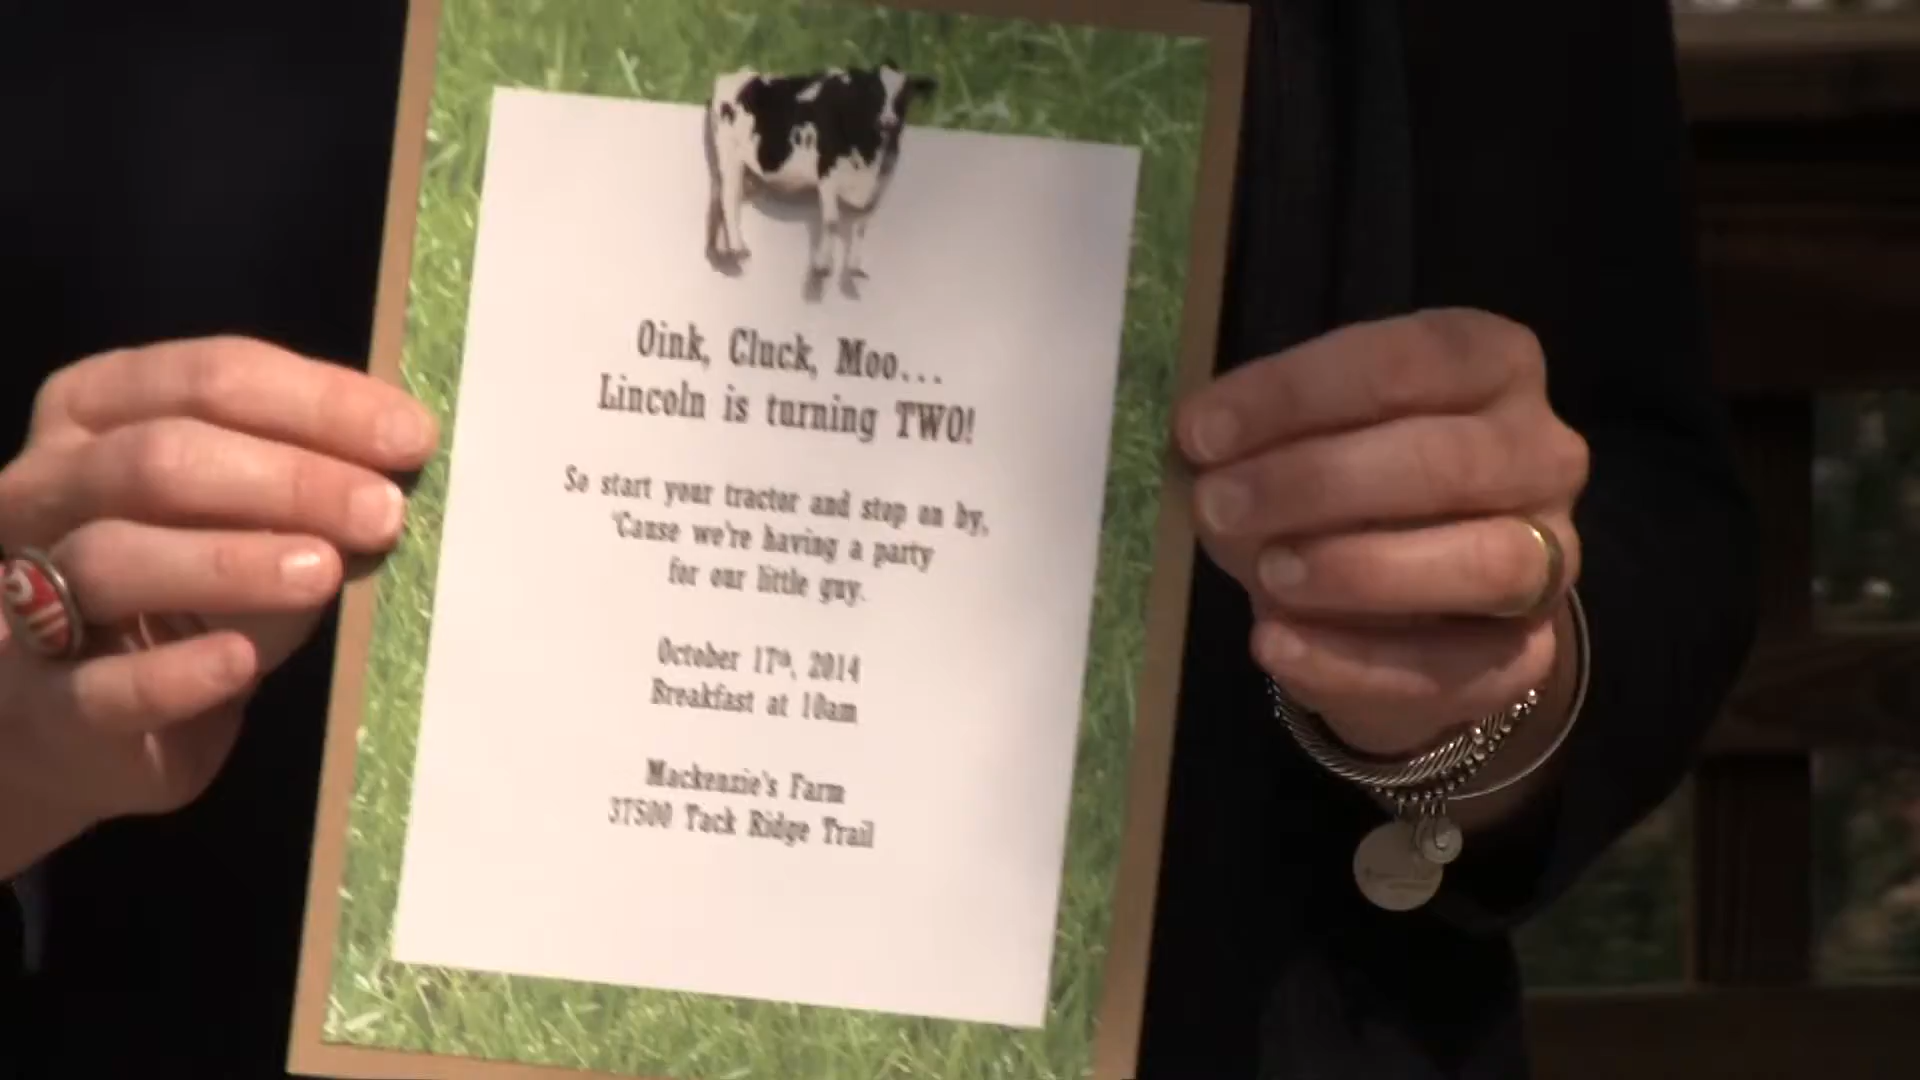 Oink, Cluck, Moo...
Lincoln is turning TWO!
So start your tractor and stop on by,
'Cause we're having a party
for our little guy.
October 17th, 2014
Breakfast at 10am
Mackenzie's Farm
37500 Tack Ridge Trail